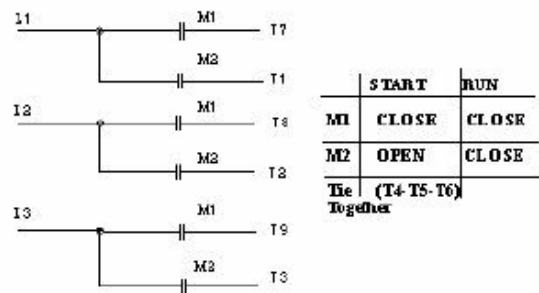 L1 M1 T7
M2 T1
L2 M1 T8
M2 T2
L3 M1 T9
M2 T3
START RUN
M1 CLOSE CLOSE
M2 OPEN CLOSE
Tie (T4-T5-T6)
Together